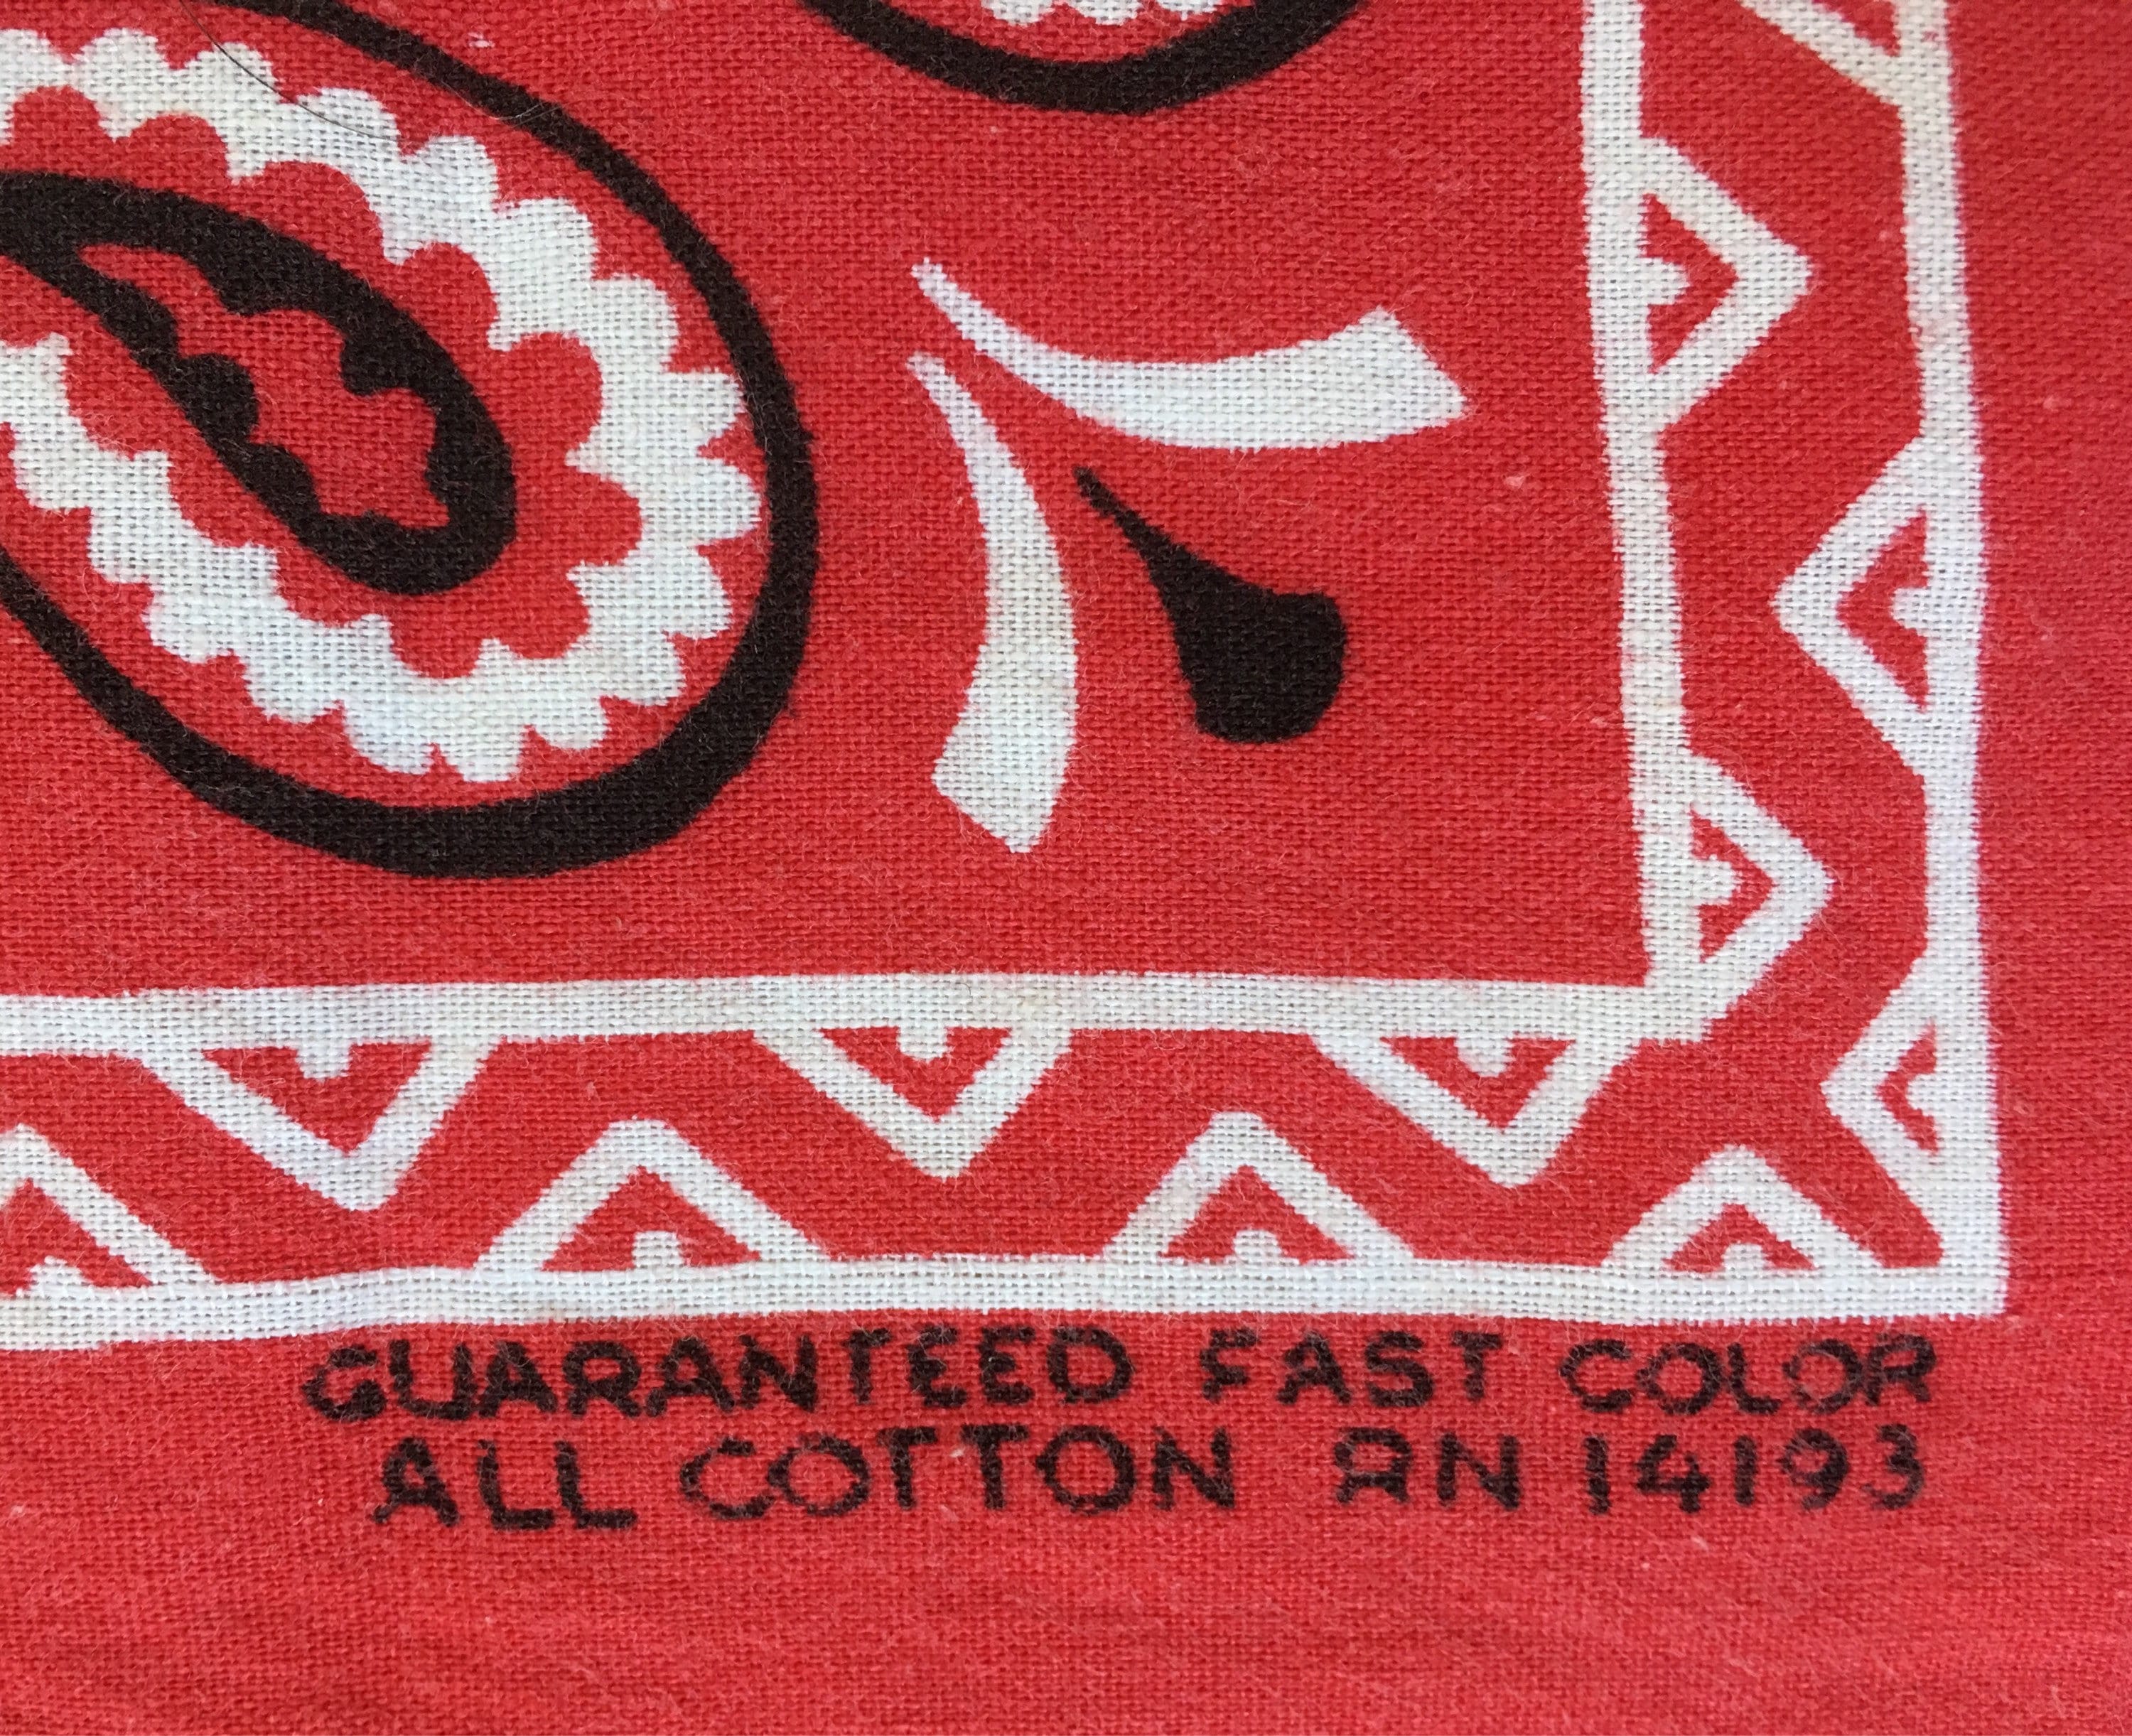 GUARANTEED FAST COLOR
ALL COTTON RN 14193